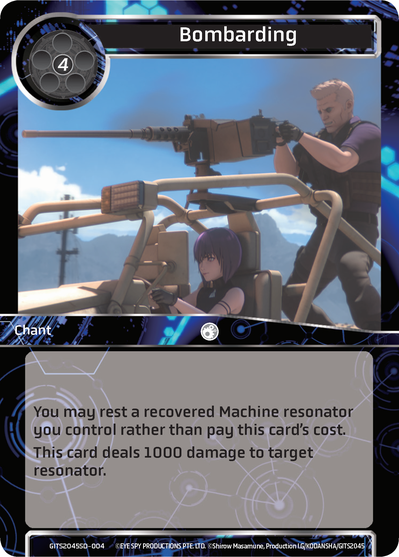 Bombarding
4
Chant
You may rest a recovered Machine resonator
you control rather than pay this card's cost.
This card deals 1000 damage to target
resonator.
GITS2045SD-004 ©EYE SPY PRODUCTIONS PTE. LTD. ©Shirow Masamune, Production I.G/KODANSHA/GITS2045